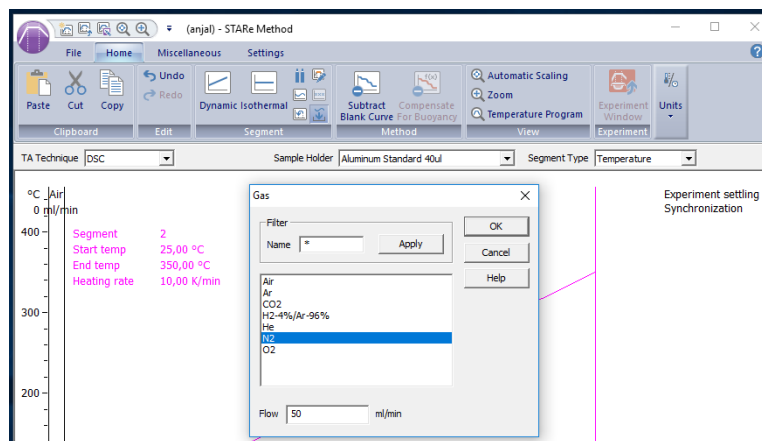 (anjal) - STARe Method
File Home Miscellaneous Settings
Paste Cut Copy
Undo
Redo
Dynamic Isothermal
Subtract Blank Curve
Compensate For Buoyancy
Automatic Scaling
Zoom
Temperature Program
Experiment Window
Units
Clipboard Edit Segment Method View Experiment
TA Technique DSC Sample Holder Aluminum Standard 40ul Segment Type Temperature
ºC Air
0 ml/min
400
300
200
Segment 2
Start temp 25,00 ºC
End temp 350,00 ºC
Heating rate 10,00 K/min
Experiment settling
Synchronization
Gas
Filter
Name * Apply
OK
Cancel
Help
Air
Ar
CO2
H2-4%/Ar-96%
He
N2
O2
Flow 50 ml/min